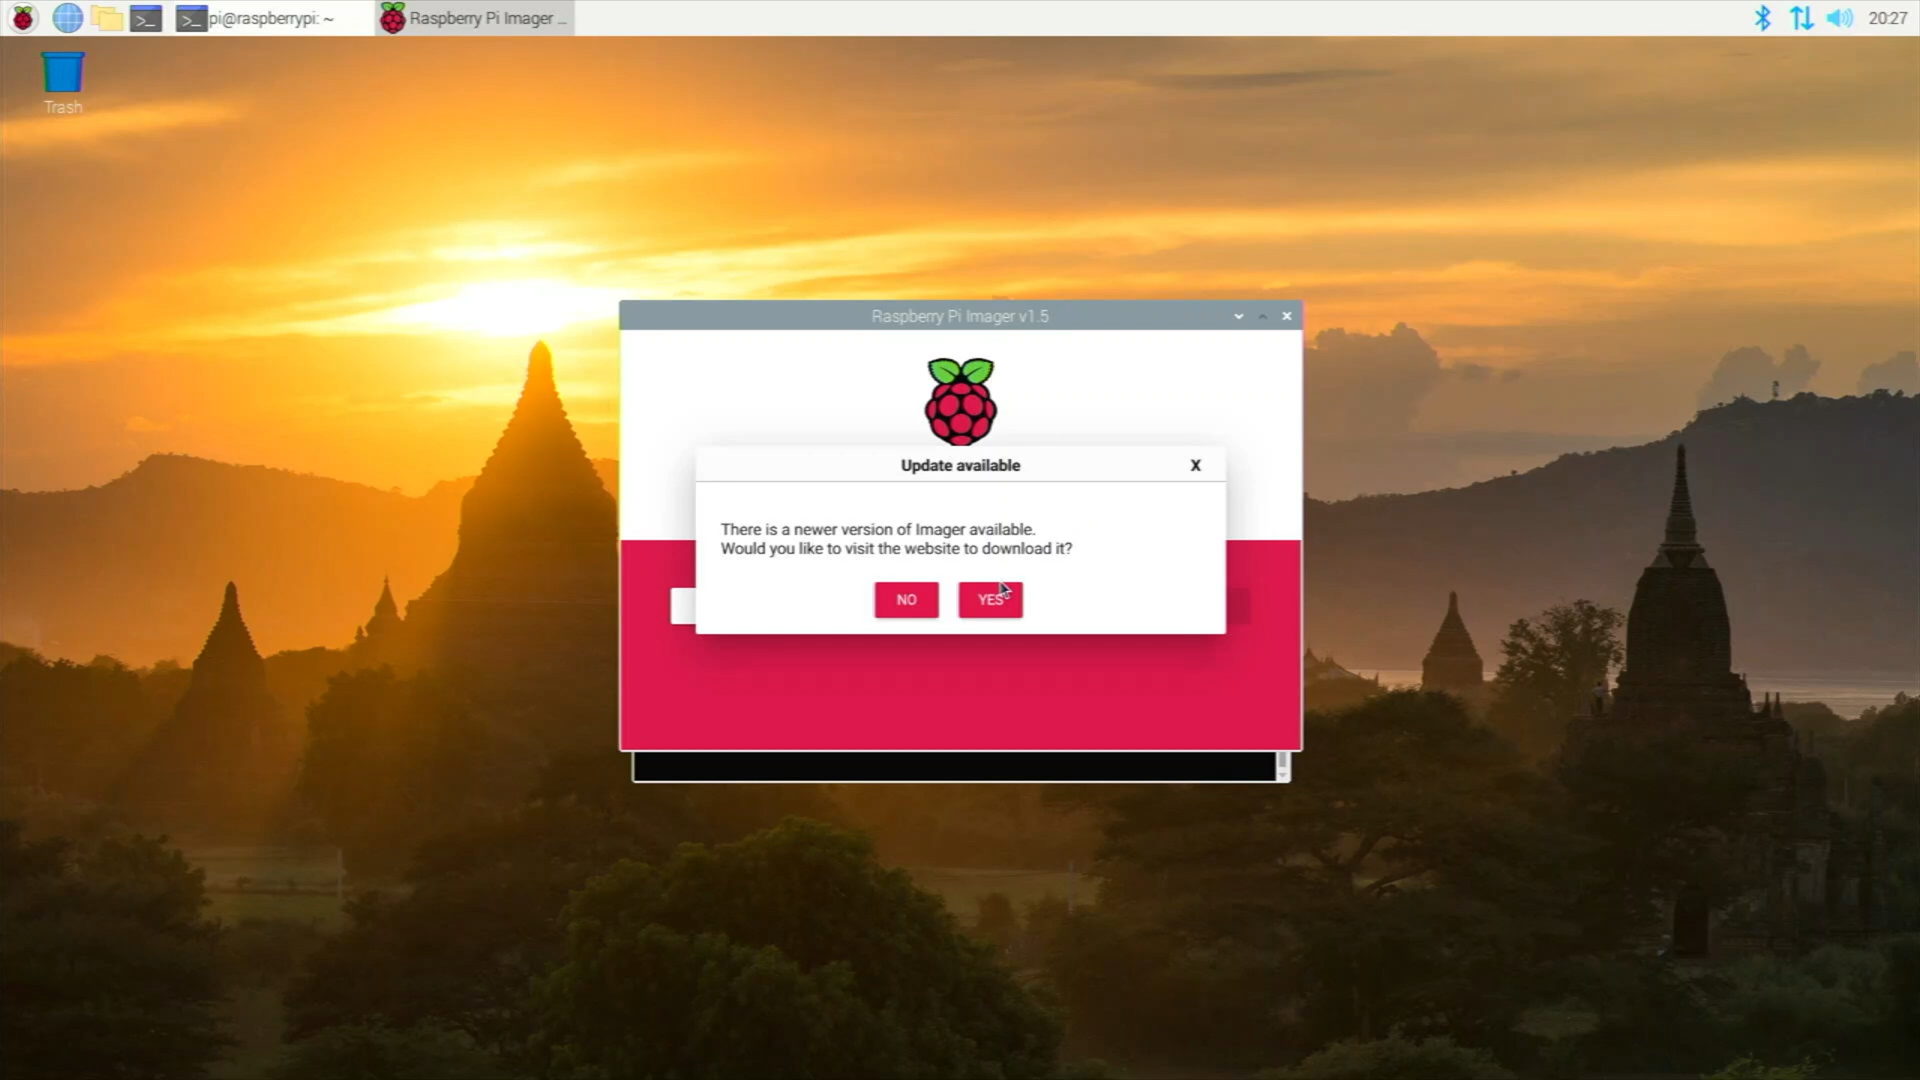 pi@raspberrypi: ~
Raspberry Pi Imager ...
20:27
Trash
Raspberry Pi Imager v1.5
Update available
X
There is a newer version of Imager available.
Would you like to visit the website to download it?
NO
YES